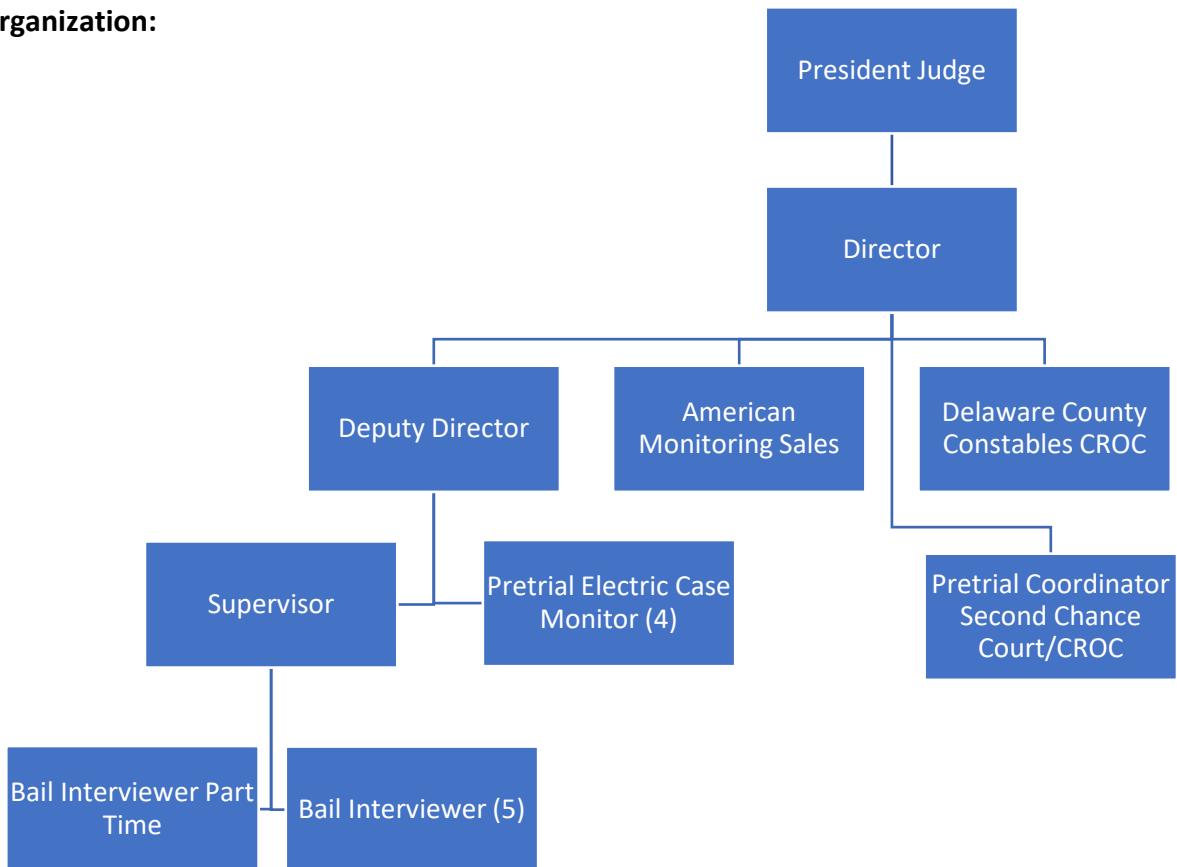 rganization:
President Judge
Director
Deputy Director
American
Monitoring Sales
Delaware County
Constables CROC
Supervisor
Pretrial Electric Case
Monitor (4)
Pretrial Coordinator
Second Chance
Court/CROC
Bail Interviewer Part
Time
Bail Interviewer (5)